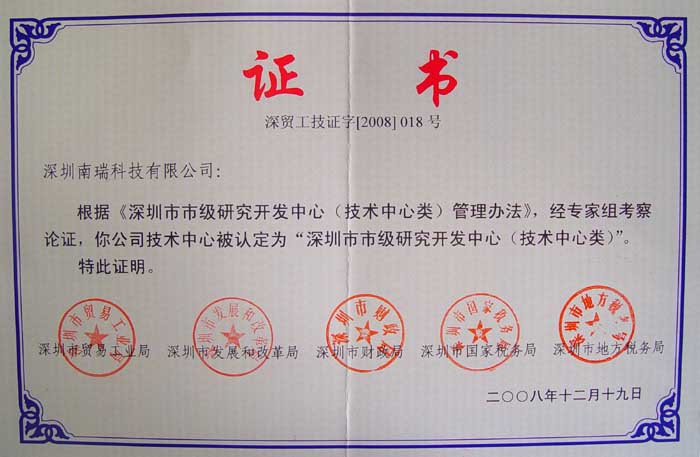 证 书
深贸工技证字[2008] 018 号
深圳南瑞科技有限公司：
根据《深圳市市级研究开发中心（技术中心类）管理办法》，经专家组考察
论证，你公司技术中心被认定为“深圳市市级研究开发中心（技术中心类）”。
特此证明。
深圳市贸易工业局 深圳市发展和改革局 深圳市财政局 深圳市国家税务局 深圳市地方税务局
二〇〇八年十二月十九日